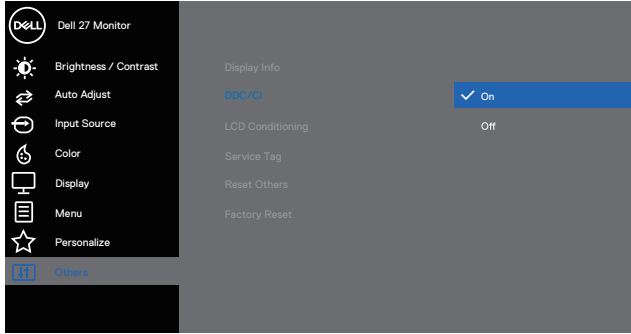 DELL
Dell 27 Monitor
Brightness / Contrast
Auto Adjust
Input Source
Color
Display
Menu
Personalize
Others
Display Info
DDC/CI
LCD Conditioning
Service Tag
Reset Others
Factory Reset
On
Off